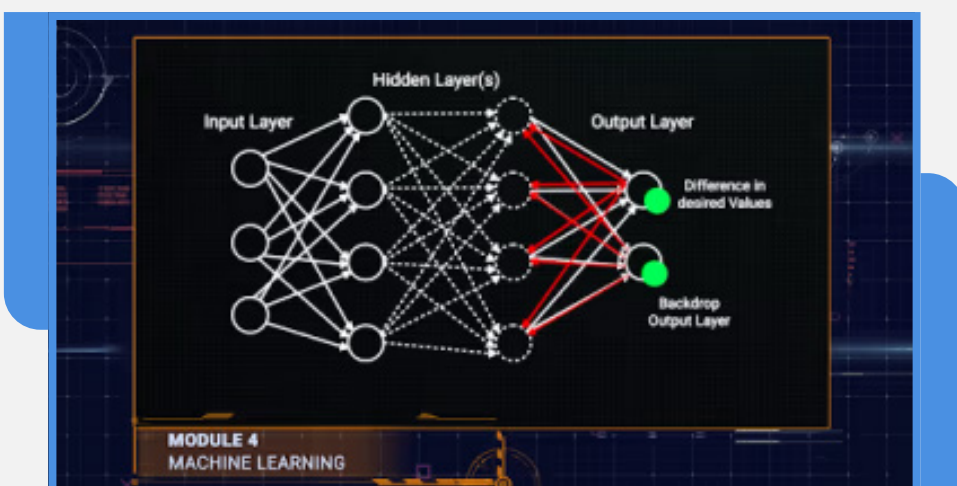 Hidden Layer(s)
Input Layer
Output Layer
Difference in
desired Values
Backdrop
Output Layer
MODULE 4
MACHINE LEARNING